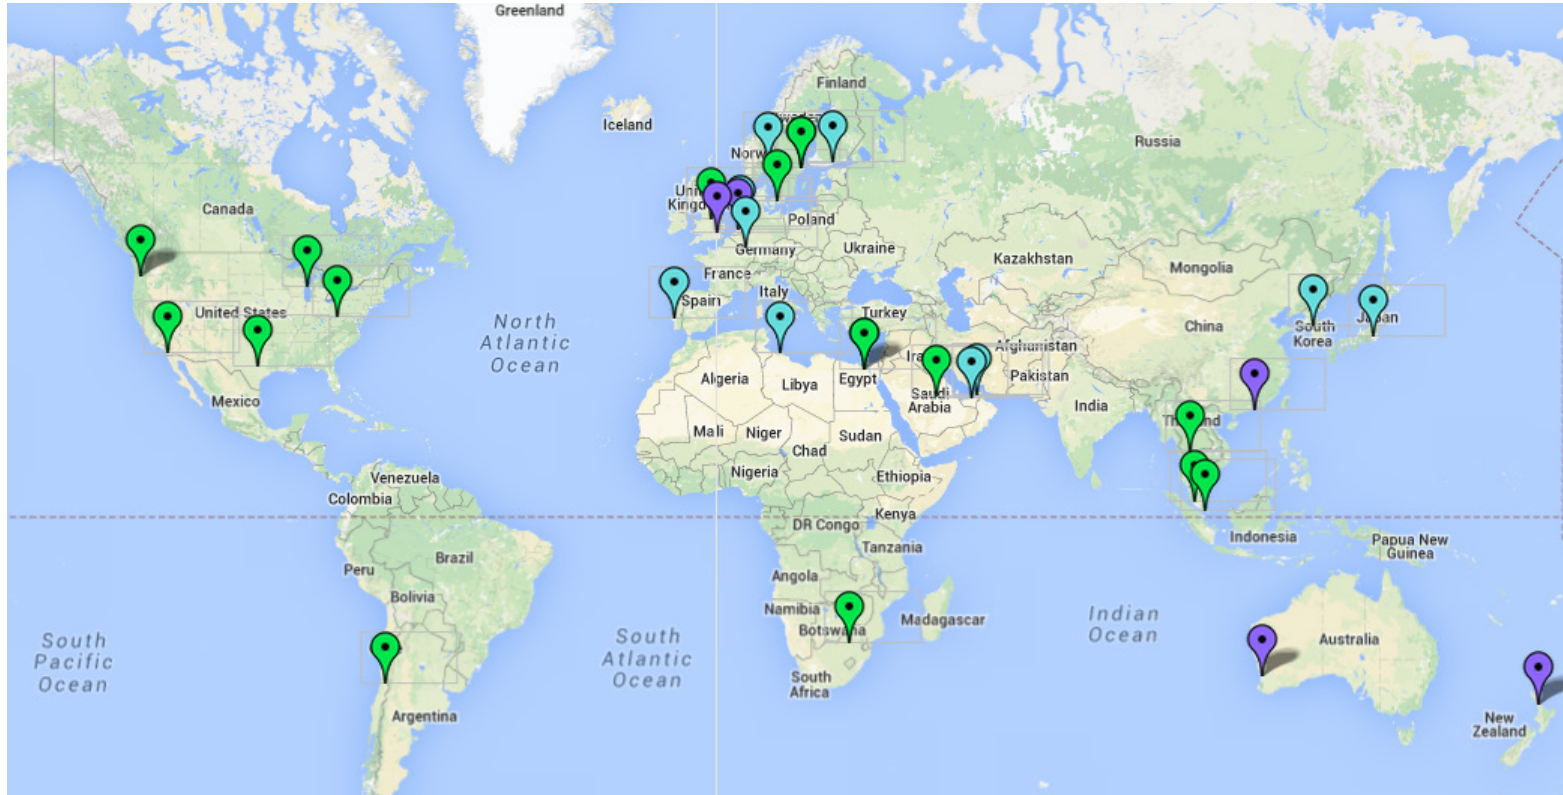 Greenland
Finland
Iceland
Russia
Canada
Poland
Ukraine
Germany
Kazakhstan
France
Mongolia
Italy
Spain
United States
Turkey
North
Atlantic
Ocean
China
South
Korea
Japan
Afghanistan
Algeria
Libya
Egypt
Pakistan
Saudi
Arabia
India
Mexico
Thailand
Mali
Niger
Sudan
Chad
Nigeria
Ethiopia
Venezuela
Colombia
Kenya
DR Congo
Indonesia
Papua New
Guinea
Tanzania
Brazil
Peru
Angola
Bolivia
Namibia
Madagascar
Botswana
Indian
Ocean
Australia
South
Pacific
Ocean
South
Atlantic
Ocean
South
Africa
Argentina
New
Zealand